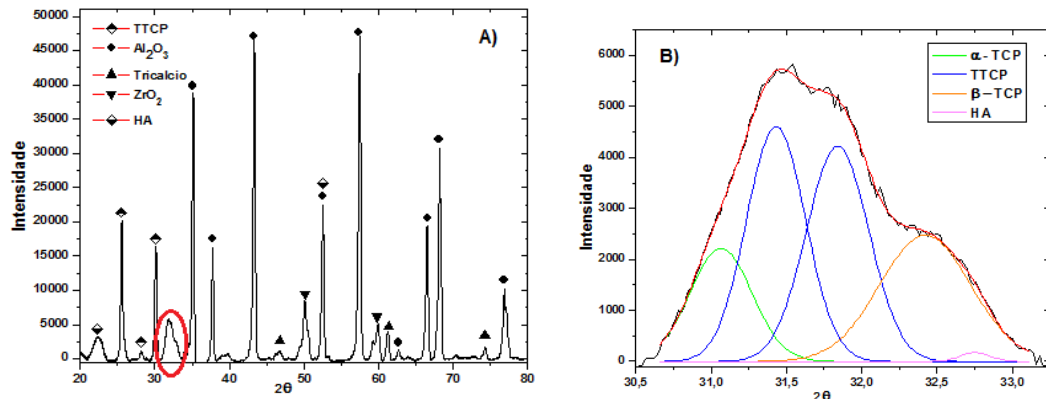 A)
TTCP
Al2O3
Tricalcio
ZrO2
HA
Intensidade
50000
45000
40000
35000
30000
25000
20000
15000
10000
5000
0
20 30 40 50 60 70 80
2θ
B)
α- TCP
TTCP
β–TCP
HA
Intensidade
6000
5000
4000
3000
2000
1000
0
30,5 31,0 31,5 32,0 32,5 33,0
2θ